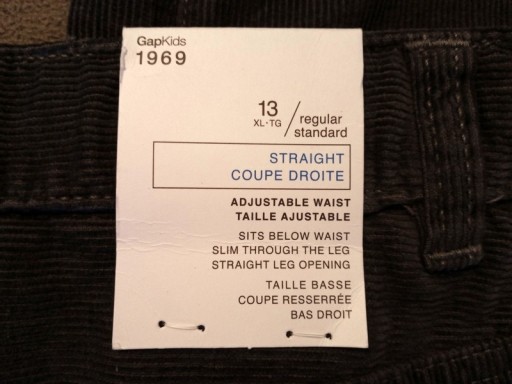 GapKids
1969
13
XL·TG / regular
standard
STRAIGHT
COUPE DROITE
ADJUSTABLE WAIST
TAILLE AJUSTABLE
SITS BELOW WAIST
SLIM THROUGH THE LEG
STRAIGHT LEG OPENING
TAILLE BASSE
COUPE RESSERRÉE
BAS DROIT